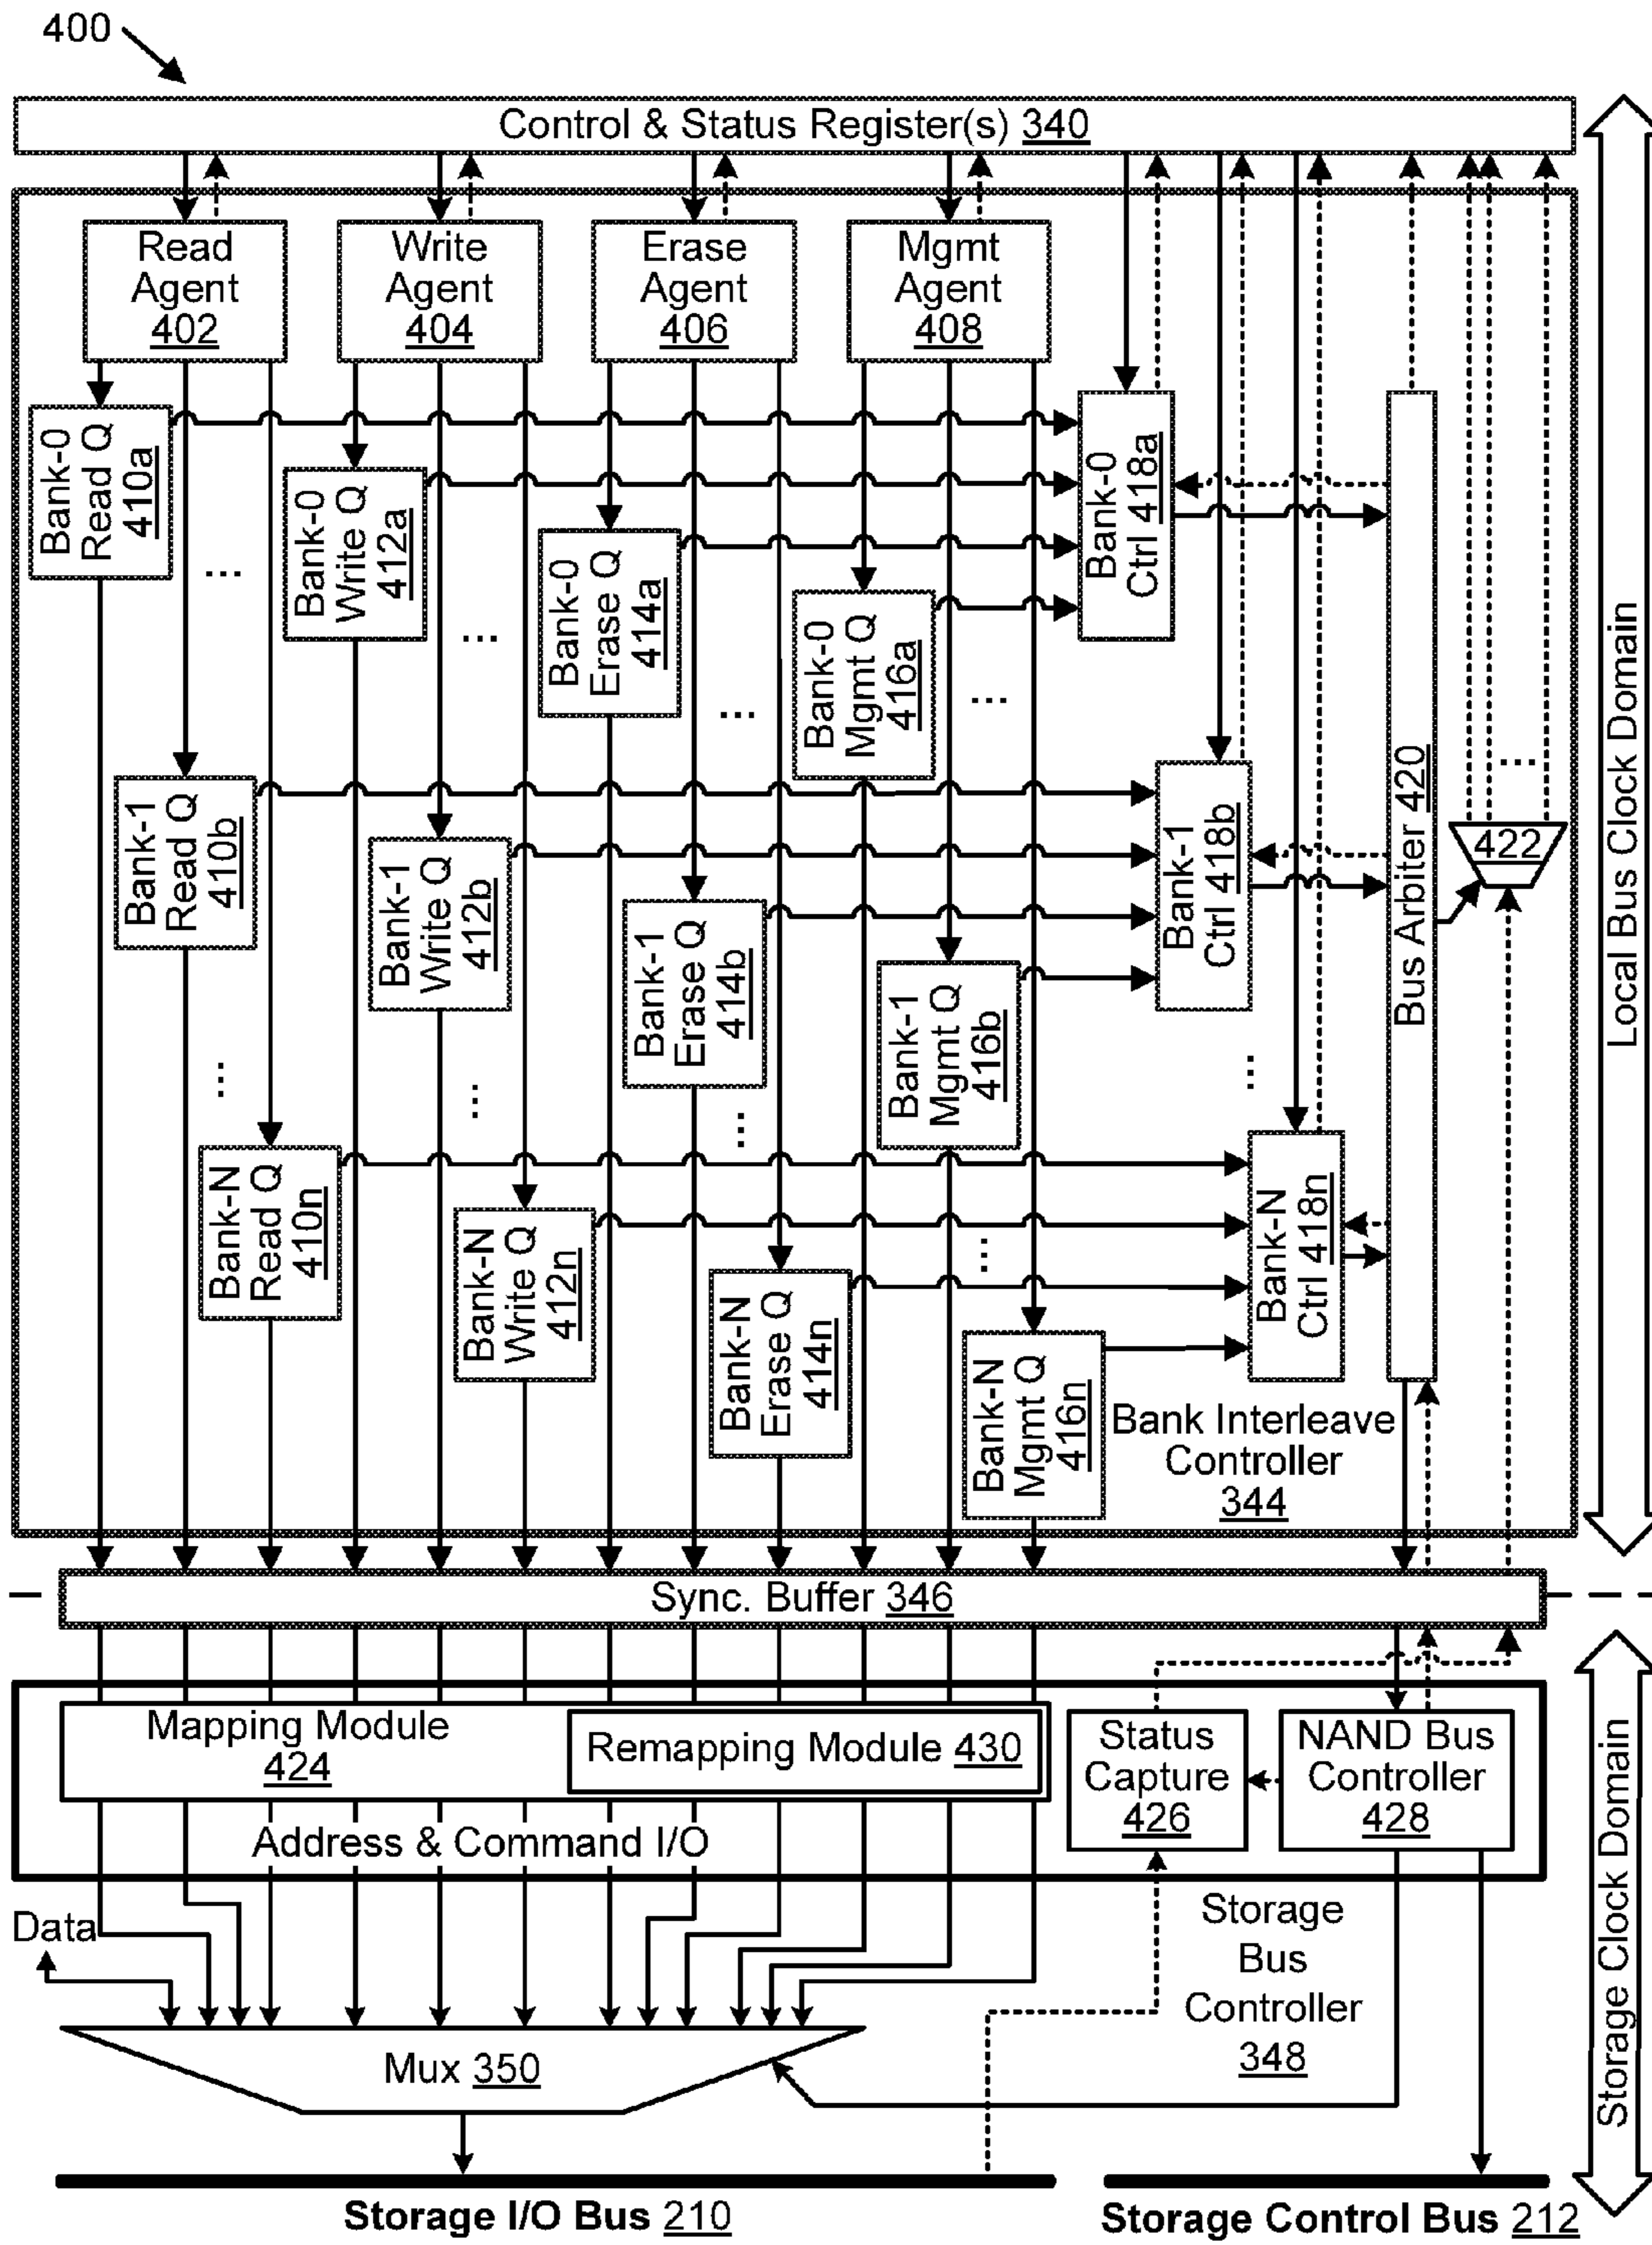 400
Control & Status Register(s) 340
Read
Agent
402
Write
Agent
404
Erase
Agent
406
Mgmt
Agent
408
Bank-0
Read Q
410a
Bank-0
Write Q
412a
Bank-0
Erase Q
414a
Bank-0
Mgmt Q
416a
Bank-0
Ctrl 418a
...
...
...
...
Bank-1
Read Q
410b
Bank-1
Write Q
412b
Bank-1
Erase Q
414b
Bank-1
Mgmt Q
416b
Bank-1
Ctrl 418b
Bus Arbiter 420
...
422
Local Bus Clock Domain
...
...
...
...
...
Bank-N
Read Q
410n
Bank-N
Write Q
412n
Bank-N
Erase Q
414n
Bank-N
Mgmt Q
416n
Bank-N
Ctrl 418n
Bank Interleave
Controller
344
Sync. Buffer 346
Mapping Module
424
Remapping Module 430
Status
Capture
426
NAND Bus
Controller
428
Address & Command I/O
Storage
Bus
Controller
348
Storage Clock Domain
Data
Mux 350
Storage I/O Bus 210
Storage Control Bus 212